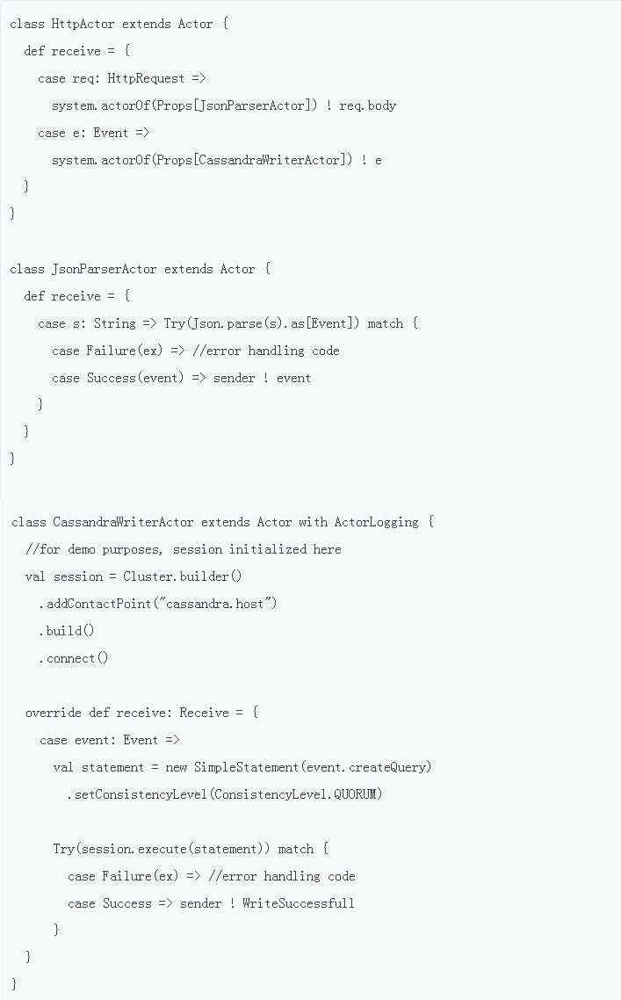 class HttpActor extends Actor {
  def receive = {
    case req: HttpRequest =>
      system.actorOf(Props[JsonParserActor]) ! req.body
    case e: Event =>
      system.actorOf(Props[CassandraWriterActor]) ! e
  }
}
class JsonParserActor extends Actor {
  def receive = {
    case s: String => Try(Json.parse(s).as[Event]) match {
      case Failure(ex) => //error handling code
      case Success(event) => sender ! event
    }
  }
}
class CassandraWriterActor extends Actor with ActorLogging {
  //for demo purposes, session initialized here
  val session = Cluster.builder()
    .addContactPoint("cassandra.host")
    .build()
    .connect()
  override def receive: Receive = {
    case event: Event =>
      val statement = new SimpleStatement(event.createQuery)
        .setConsistencyLevel(ConsistencyLevel.QUORUM)
      Try(session.execute(statement)) match {
        case Failure(ex) => //error handling code
        case Success => sender ! WriteSuccessfull
      }
  }
}